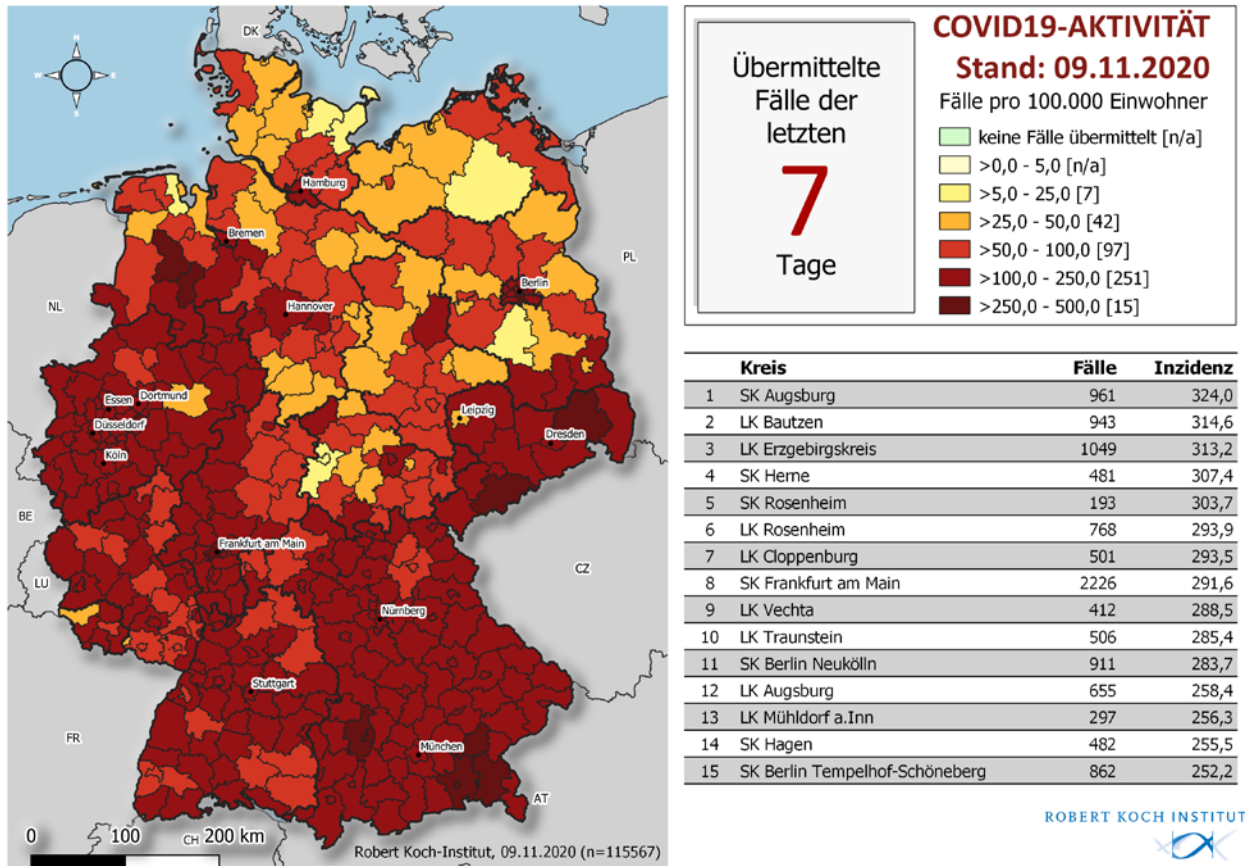 DK
N
W
E
S
Hamburg
Bremen
PL
Berlin
NL
Hannover
Essen
Dortmund
Leipzig
Düsseldorf
Dresden
Köln
BE
Frankfurt am Main
CZ
LU
Nürnberg
Stuttgart
FR
München
AT
0 100 200 km
CH
Robert Koch-Institut, 09.11.2020 (n=115567)
Übermittelte
Fälle der
letzten
7
Tage
COVID19-AKTIVITÄT
Stand: 09.11.2020
Fälle pro 100.000 Einwohner
keine Fälle übermittelt [n/a]
>0,0 - 5,0 [n/a]
>5,0 - 25,0 [7]
>25,0 - 50,0 [42]
>50,0 - 100,0 [97]
>100,0 - 250,0 [251]
>250,0 - 500,0 [15]
Kreis Fälle Inzidenz
1 SK Augsburg 961 324,0
2 LK Bautzen 943 314,6
3 LK Erzgebirgskreis 1049 313,2
4 SK Herne 481 307,4
5 SK Rosenheim 193 303,7
6 LK Rosenheim 768 293,9
7 LK Cloppenburg 501 293,5
8 SK Frankfurt am Main 2226 291,6
9 LK Vechta 412 288,5
10 LK Traunstein 506 285,4
11 SK Berlin Neukölln 911 283,7
12 LK Augsburg 655 258,4
13 LK Mühldorf a.Inn 297 256,3
14 SK Hagen 482 255,5
15 SK Berlin Tempelhof-Schöneberg 862 252,2
ROBERT KOCH INSTITUT